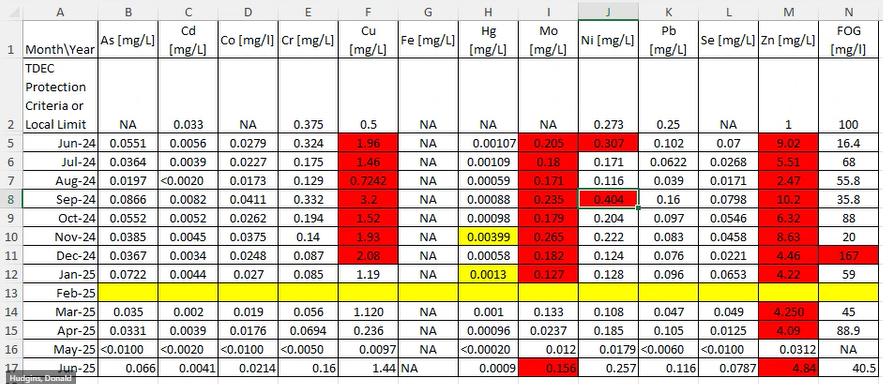 A B C D E F G H I J K L M N
1 Month\Year As [mg/L] Cd [mg/L] Co [mg/l] Cr [mg/L] Cu [mg/L] Fe [mg/L] Hg [mg/L] Mo [mg/L] Ni [mg/L] Pb [mg/L] Se [mg/L] Zn [mg/L] FOG [mg/l]
2 TDEC Protection Criteria or Local Limit NA 0.033 NA 0.375 0.5 NA NA NA 0.273 0.25 NA 1 100
5 Jun-24 0.0551 0.0056 0.0279 0.324 1.96 NA 0.00107 0.205 0.307 0.102 0.07 9.02 16.4
6 Jul-24 0.0364 0.0039 0.0227 0.175 1.46 NA 0.00109 0.18 0.171 0.0622 0.0268 5.51 68
7 Aug-24 0.0197 <0.0020 0.0173 0.129 0.7242 NA 0.00059 0.171 0.116 0.039 0.0171 2.47 55.8
8 Sep-24 0.0866 0.0082 0.0411 0.332 3.2 NA 0.00088 0.235 0.404 0.16 0.0798 10.2 35.8
9 Oct-24 0.0552 0.0052 0.0262 0.194 1.52 NA 0.00098 0.179 0.204 0.097 0.0546 6.32 88
10 Nov-24 0.0385 0.0045 0.0375 0.14 1.93 NA 0.00399 0.265 0.222 0.083 0.0458 8.63 20
11 Dec-24 0.0367 0.0034 0.0248 0.087 2.08 NA 0.00058 0.182 0.124 0.076 0.0221 4.46 167
12 Jan-25 0.0722 0.0044 0.027 0.085 1.19 NA 0.0013 0.127 0.128 0.096 0.0653 4.22 59
13 Feb-25
14 Mar-25 0.035 0.002 0.019 0.056 1.120 NA 0.001 0.133 0.108 0.047 0.049 4.250 45
15 Apr-25 0.0331 0.0039 0.0176 0.0694 0.236 NA 0.00096 0.0237 0.185 0.105 0.0125 4.09 88.9
16 May-25 <0.0100 <0.0020 <0.0100 <0.0050 0.0097 NA <0.00020 0.012 0.0179 <0.0060 <0.0100 0.0312 NA
17 Jun-25 0.066 0.0041 0.0214 0.16 1.44 NA 0.0009 0.156 0.257 0.116 0.0787 4.84 40.5
Hudgins, Donald